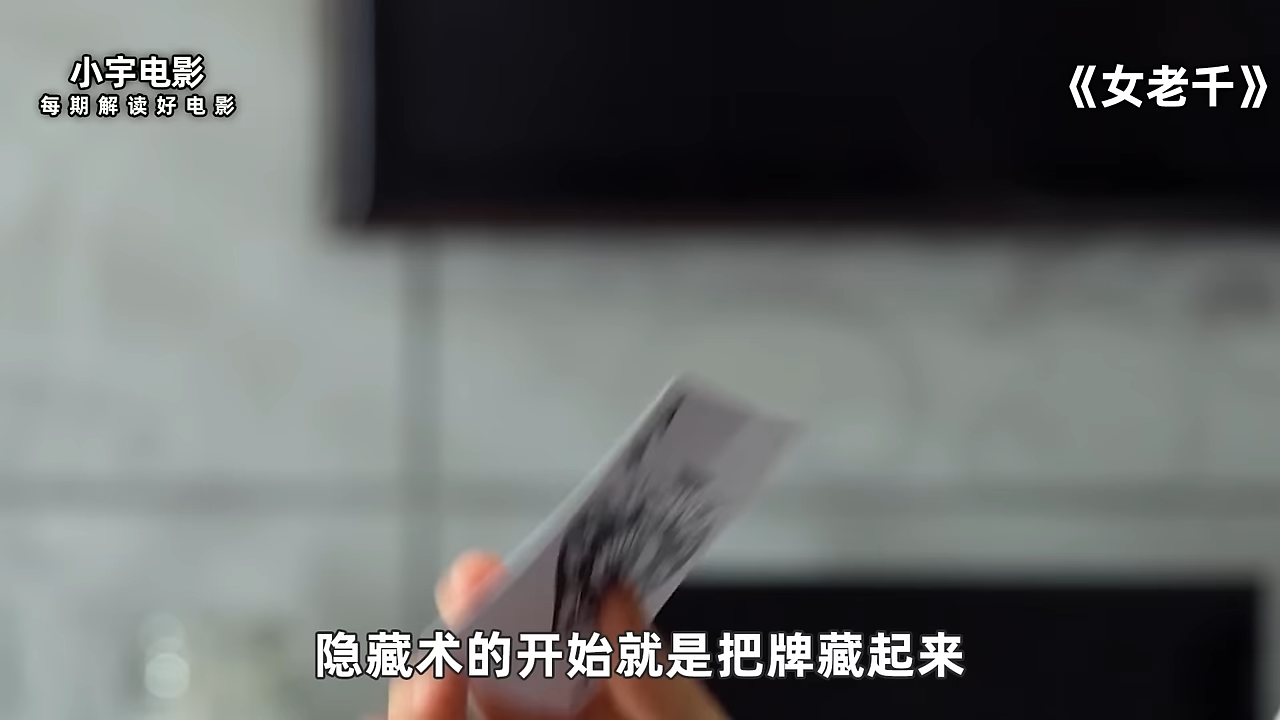 小宇电影
每期解读好电影
《女老千》
隐藏术的开始就是把牌藏起来